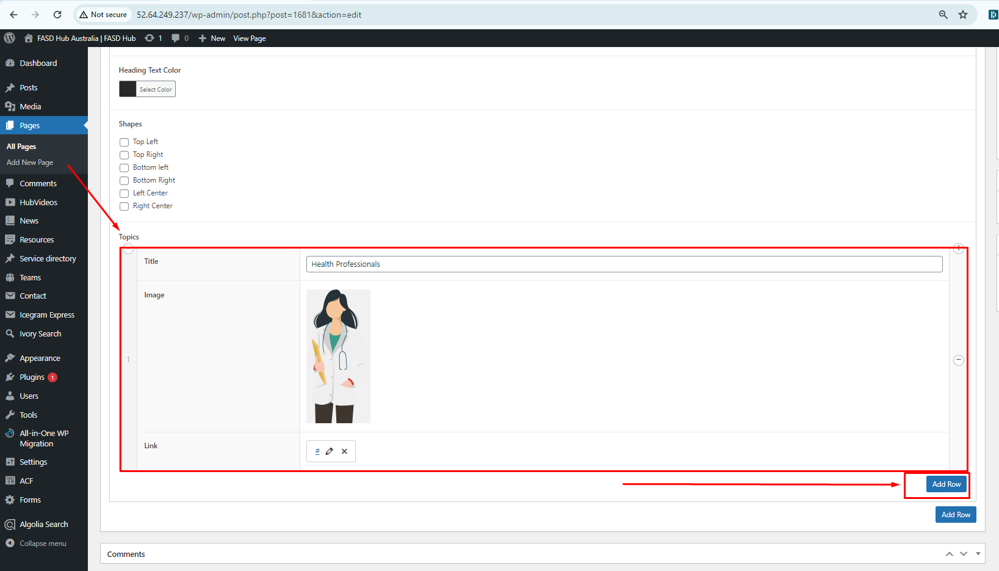 Not secure 52.64.249.237/wp-admin/post.php?post=1681&action=edit
FASD Hub Australia | FASD Hub 1 0 New View Page
Dashboard
Posts
Media
Pages
All Pages
Add New Page
Comments
HubVideos
News
Resources
Service directory
Teams
Contact
Icegram Express
Ivory Search
Appearance
Plugins 1
Users
Tools
All-in-One WP
Migration
Settings
ACF
Forms
Algolia Search
Collapse menu
Heading Text Color
Select Color
Shapes
Top Left
Top Right
Bottom left
Bottom Right
Left Center
Right Center
Topics
1
Title
Health Professionals
Image
Link
#
Add Row
Add Row
Comments